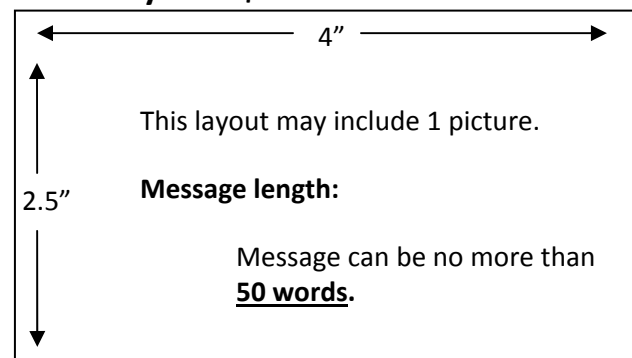 4”
This layout may include 1 picture.
Message length:
2.5”
Message can be no more than
50 words.